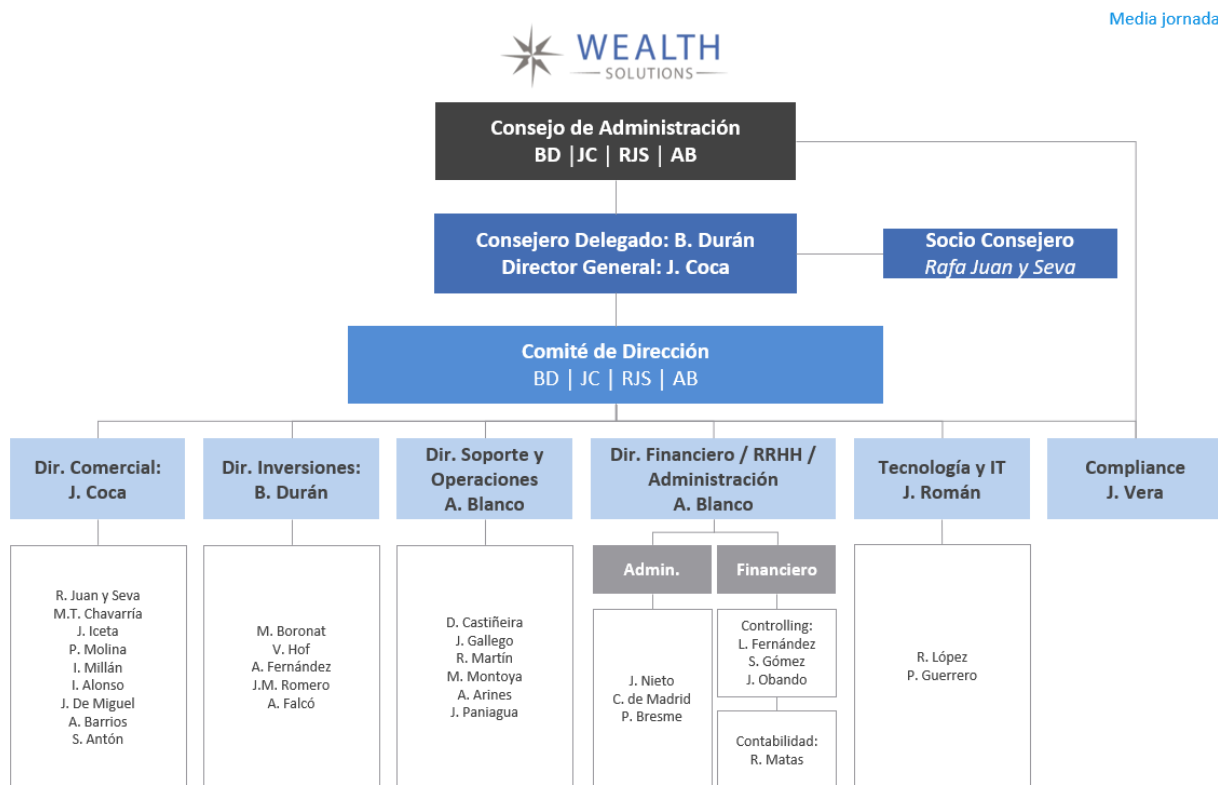 Media jornada
WEALTH
SOLUTIONS
Consejo de Administración
BD |JC | RJS | AB
Consejero Delegado: B. Durán
Director General: J. Coca
Socio Consejero
Rafa Juan y Seva
Comité de Dirección
BD | JC | RJS | AB
Dir. Comercial:
J. Coca
Dir. Inversiones:
B. Durán
Dir. Soporte y
Operaciones
A. Blanco
Dir. Financiero / RRHH /
Administración
A. Blanco
Tecnología y IT
J. Román
Compliance
J. Vera
R. Juan y Seva
M.T. Chavarría
J. Iceta
P. Molina
I. Millán
I. Alonso
J. De Miguel
A. Barrios
S. Antón
M. Boronat
V. Hof
A. Fernández
J.M. Romero
A. Falcó
D. Castiñeira
J. Gallego
R. Martín
M. Montoya
A. Arines
J. Paniagua
Admin.
J. Nieto
C. de Madrid
P. Bresme
Financiero
Controlling:
L. Fernández
S. Gómez
J. Obando
Contabilidad:
R. Matas
R. López
P. Guerrero